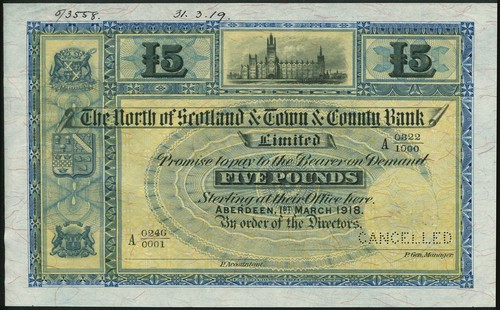 o/3558 31.3.19.
£5 £5
The North of Scotland & Town & County Bank
Limited
A 0822/1000
Promise to pay to the Bearer on Demand
FIVE POUNDS
Sterling at their Office here.
ABERDEEN, 1ST MARCH 1918.
A 0246/0001
By order of the Directors,
CANCELLED
P. Accountant.
P. Gen. Manager.